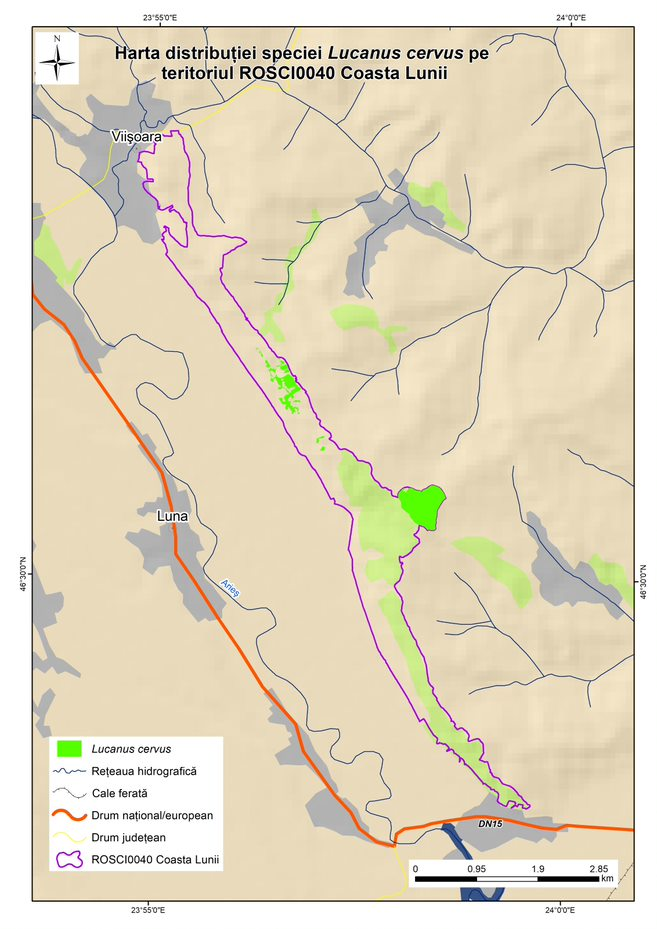 23°55'0"E
24°0'0"E
N
Harta distribuției speciei Lucanus cervus pe
teritoriul ROSCI0040 Coasta Lunii
Viișoara
Luna
46°30'0"N
46°30'0"N
Arieș
Lucanus cervus
Rețeaua hidrografică
Cale ferată
Drum național/european
Drum județean
ROSCI0040 Coasta Lunii
DN15
0 0.95 1.9 2.85
km
23°55'0"E
24°0'0"E